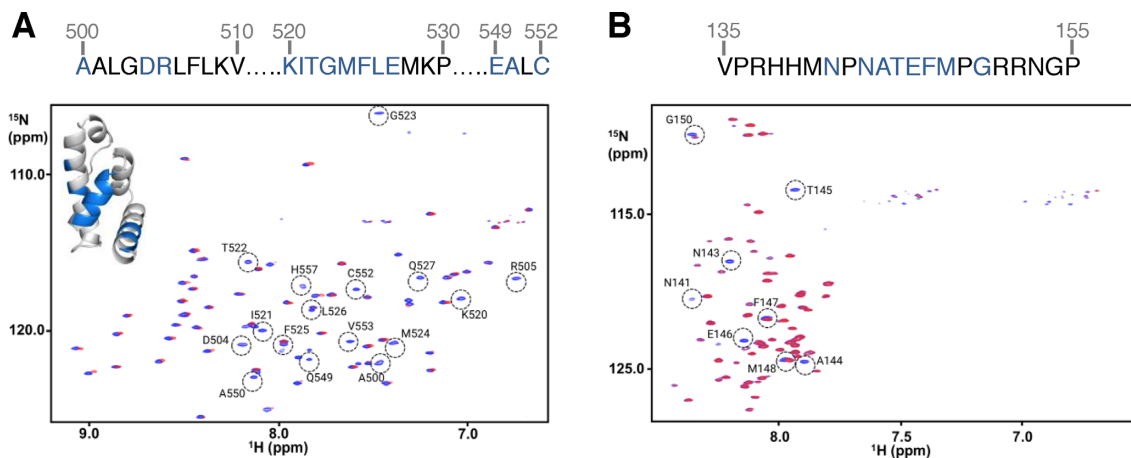 A
500 510 520 530 549 552
AALGDRLFLKV.....KITGMFLEMKP.....EALC
15N
(ppm)
110.0
120.0
G523
T522
H557
C552
Q527
R505
L526
K520
I521
F525
V553
M524
D504
Q549
A500
A550
9.0 8.0 7.0
1H (ppm)
B
135 155
VPRHHMNPNATEFMPGRRNGP
15N
(ppm)
115.0
125.0
G150
T145
N143
N141
F147
E146
M148
A144
8.0 7.5 7.0
1H (ppm)